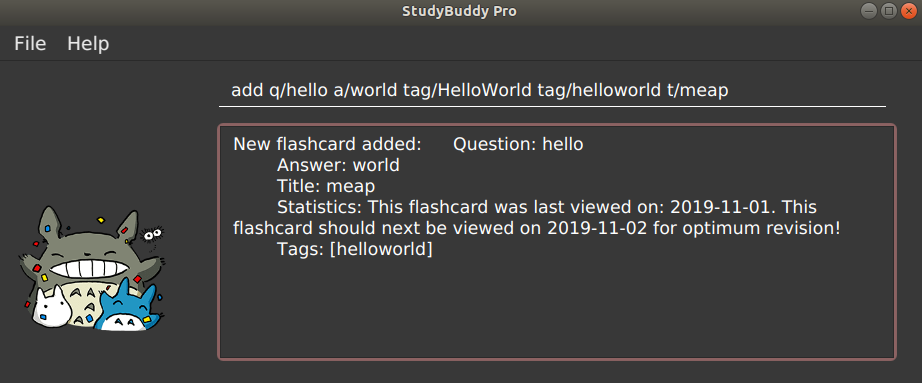 StudyBuddy Pro
File Help
add q/hello a/world tag/HelloWorld tag/helloworld t/meap
New flashcard added: Question: hello
Answer: world
Title: meap
Statistics: This flashcard was last viewed on: 2019-11-01. This
flashcard should next be viewed on 2019-11-02 for optimum revision!
Tags: [helloworld]